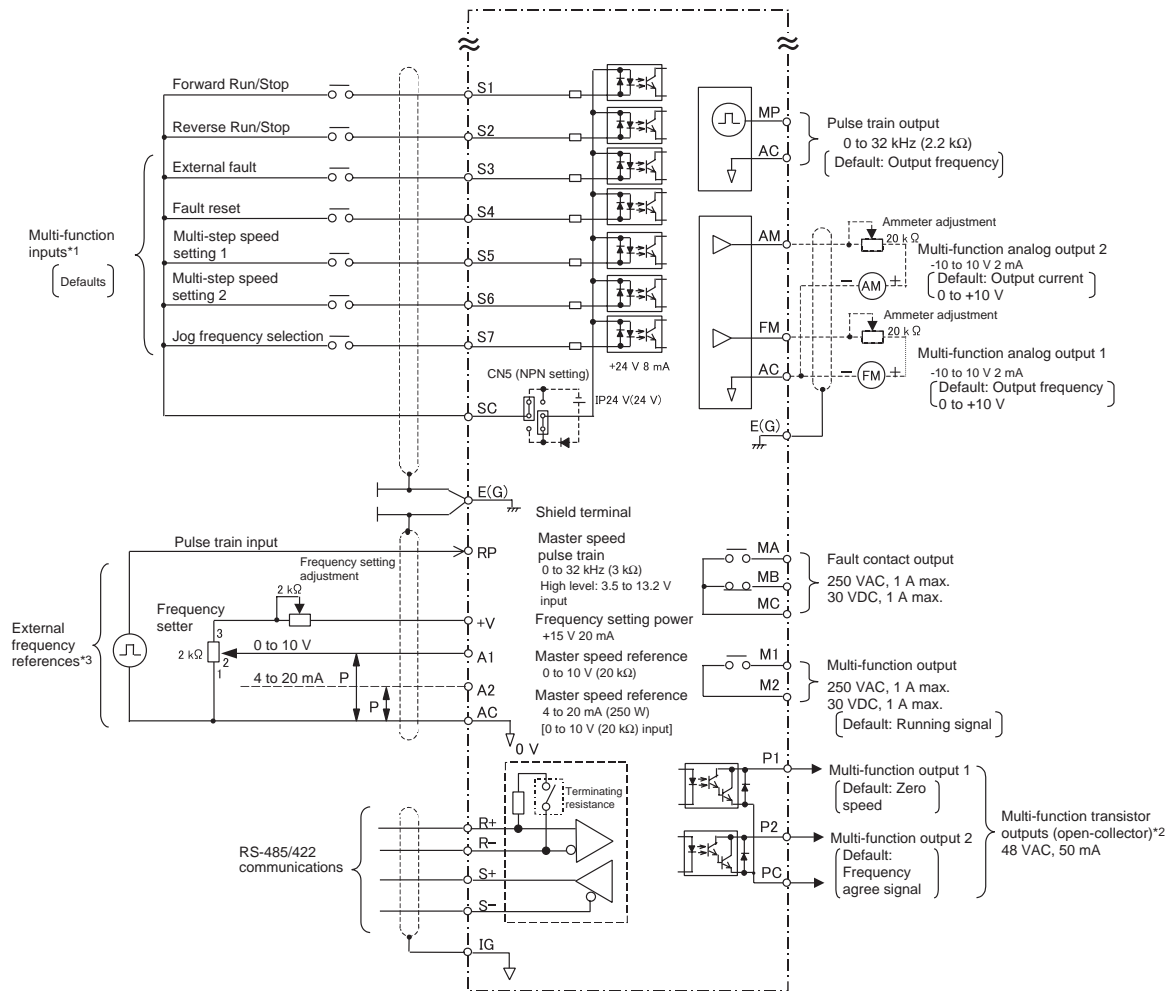 Forward Run/Stop
S1
Reverse Run/Stop
S2
External fault
S3
Fault reset
S4
Multi-function
inputs*1
Defaults
Multi-step speed
setting 1
S5
Multi-step speed
setting 2
S6
Jog frequency selection
S7
+24 V 8 mA
CN5 (NPN setting)
IP24 V(24 V)
SC
E(G)
Shield terminal
Pulse train input
RP
Master speed
pulse train
0 to 32 kHz (3 kΩ)
High level: 3.5 to 13.2 V
input
Frequency setting
adjustment
2 kΩ
External
frequency
references*3
Frequency
setter
3
2 kΩ
2
1
+V
Frequency setting power
+15 V 20 mA
0 to 10 V
A1
Master speed reference
0 to 10 V (20 kΩ)
4 to 20 mA
P
P
A2
Master speed reference
4 to 20 mA (250 W)
[0 to 10 V (20 kΩ) input]
AC
0 V
Terminating
resistance
RS-485/422
communications
R+
R−
S+
S−
IG
MP
AC
Pulse train output
0 to 32 kHz (2.2 kΩ)
Default: Output frequency
AM
Ammeter adjustment
20 k Ω
Multi-function analog output 2
-10 to 10 V 2 mA
Default: Output current
0 to +10 V
− AM +
FM
Ammeter adjustment
20 k Ω
Multi-function analog output 1
-10 to 10 V 2 mA
Default: Output frequency
0 to +10 V
AC
− FM +
E(G)
MA
MB
MC
Fault contact output
250 VAC, 1 A max.
30 VDC, 1 A max.
M1
M2
Multi-function output
250 VAC, 1 A max.
30 VDC, 1 A max.
Default: Running signal
P1
Multi-function output 1
Default: Zero
speed
P2
Multi-function output 2
Default:
Frequency
agree signal
PC
Multi-function transistor
outputs (open-collector)*2
48 VAC, 50 mA